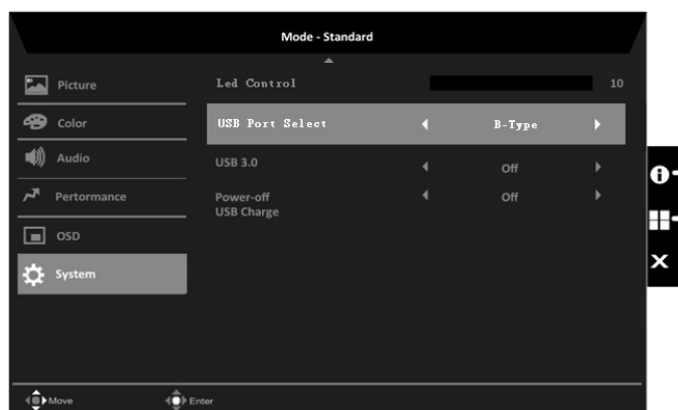 Mode - Standard
Picture
Led Control 10
Color
USB Port Select B-Type
Audio
USB 3.0 Off
Pertormance
Power-off Off
USB Charge
OSD
System
Move Enter